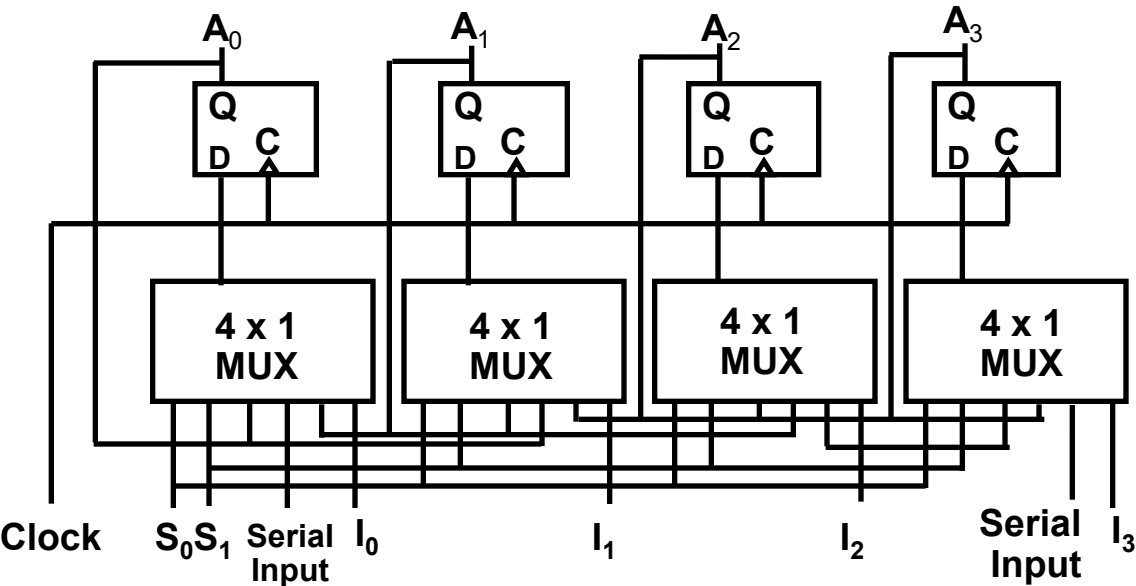 A₀ A₁ A₂ A₃
Q Q Q Q
D C D C D C D C
4 x 1 4 x 1 4 x 1 4 x 1
MUX MUX MUX MUX
Clock S₀S₁ Serial I₀ I₁ I₂ Serial I₃
Input Input